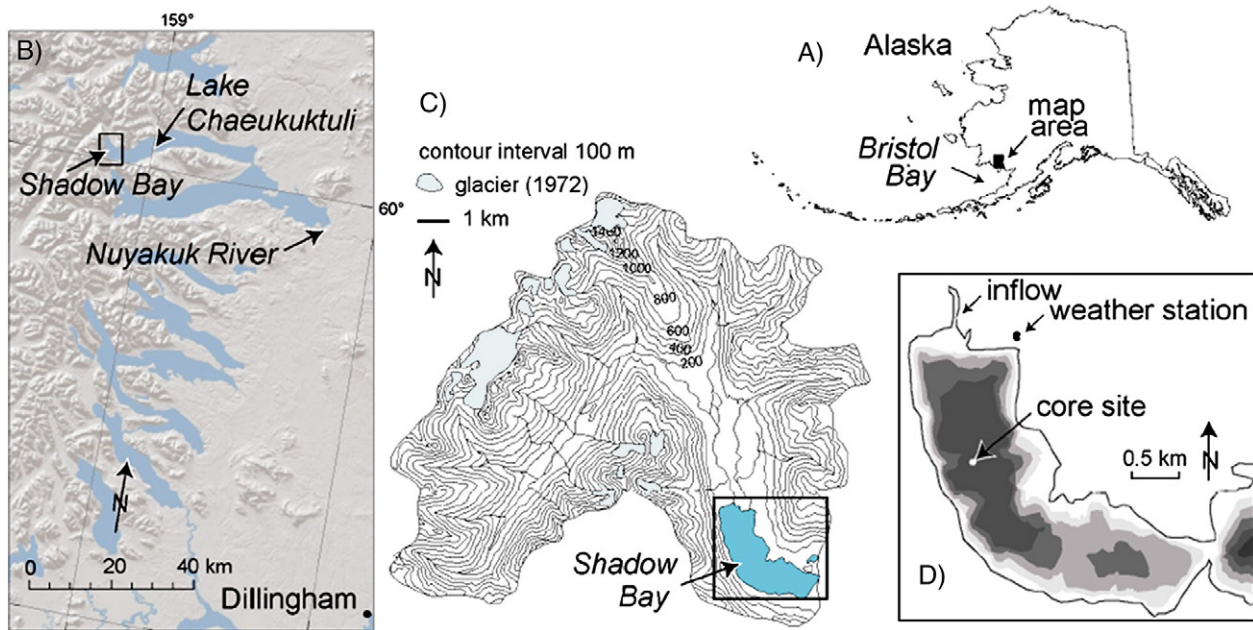 159°
B)
Lake
Chaeukuktuli
Shadow Bay
60°
Nuyakuk River
N
0
20
40 km
Dillingham
A)
Alaska
map
area
Bristol
Bay
C)
contour interval 100 m
glacier (1972)
1 km
N
1400
1200
1000
800
600
400
200
Shadow
Bay
inflow
weather station
core site
0.5 km
N
D)